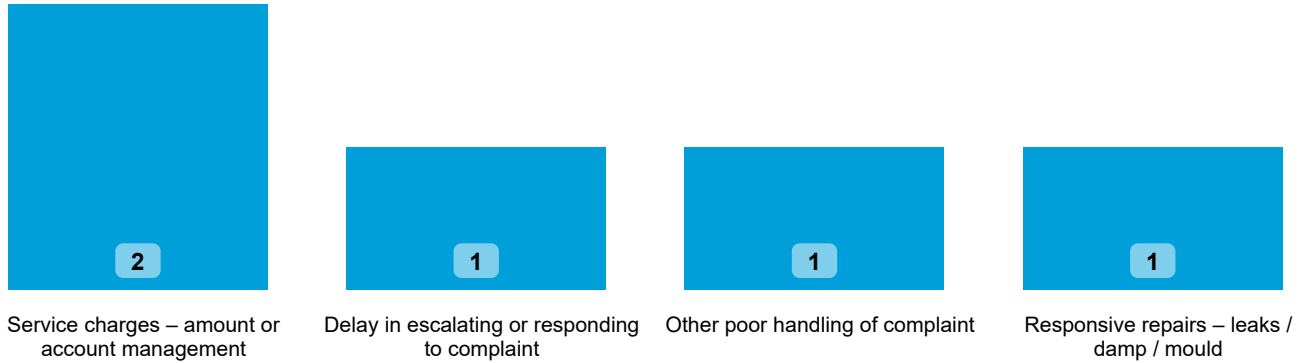 2
1
1
1
Service charges – amount or
account management
Delay in escalating or responding
to complaint
Other poor handling of complaint
Responsive repairs – leaks /
damp / mould